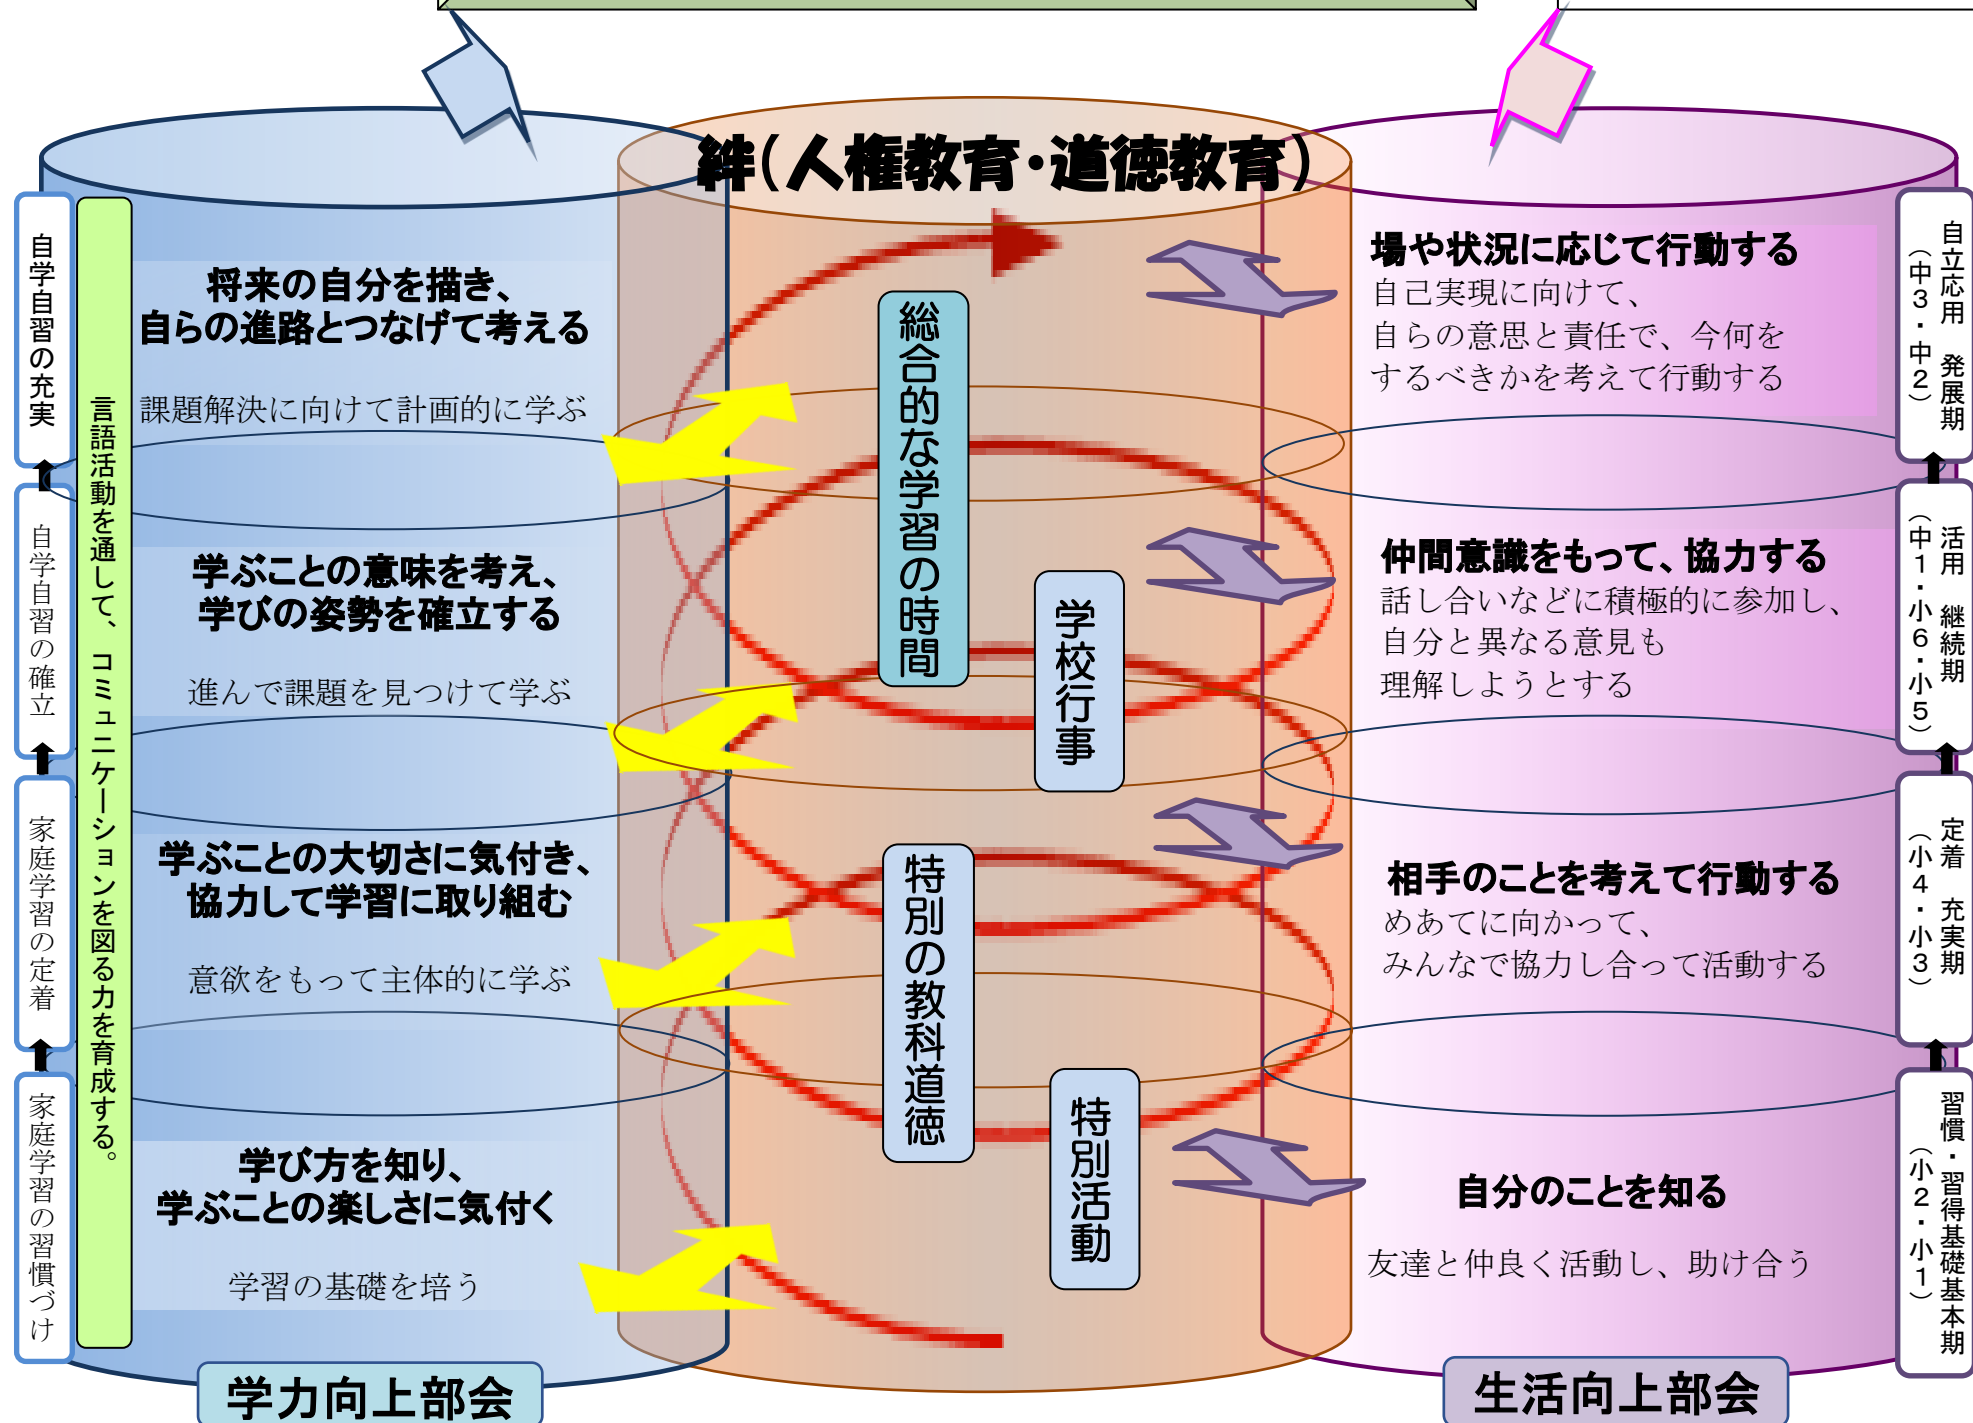 絆(人権教育・道徳教育)
自学自習の充実
自学自習の確立
家庭学習の定着
家庭学習の習慣づけ
言語活動を通して、コミュニケーションを図る力を育成する。
将来の自分を描き、
自らの進路とつなげて考える
課題解決に向けて計画的に学ぶ
学ぶことの意味を考え、
学びの姿勢を確立する
進んで課題を見つけて学ぶ
学ぶことの大切さに気付き、
協力して学習に取り組む
意欲をもって主体的に学ぶ
学び方を知り、
学ぶことの楽しさに気付く
学習の基礎を培う
学力向上部会
総合的な学習の時間
学校行事
特別の教科道徳
特別活動
場や状況に応じて行動する
自己実現に向けて、
自らの意思と責任で、今何を
するべきかを考えて行動する
仲間意識をもって、協力する
話し合いなどに積極的に参加し、
自分と異なる意見も
理解しようとする
相手のことを考えて行動する
めあてに向かって、
みんなで協力し合って活動する
自分のことを知る
友達と仲良く活動し、助け合う
生活向上部会
自立応用 発展期
(中3・中2)
活用 継続期
(中1・小6・小5)
定着 充実期
(小4・小3)
習慣・習得基礎基本期
(小2・小1)